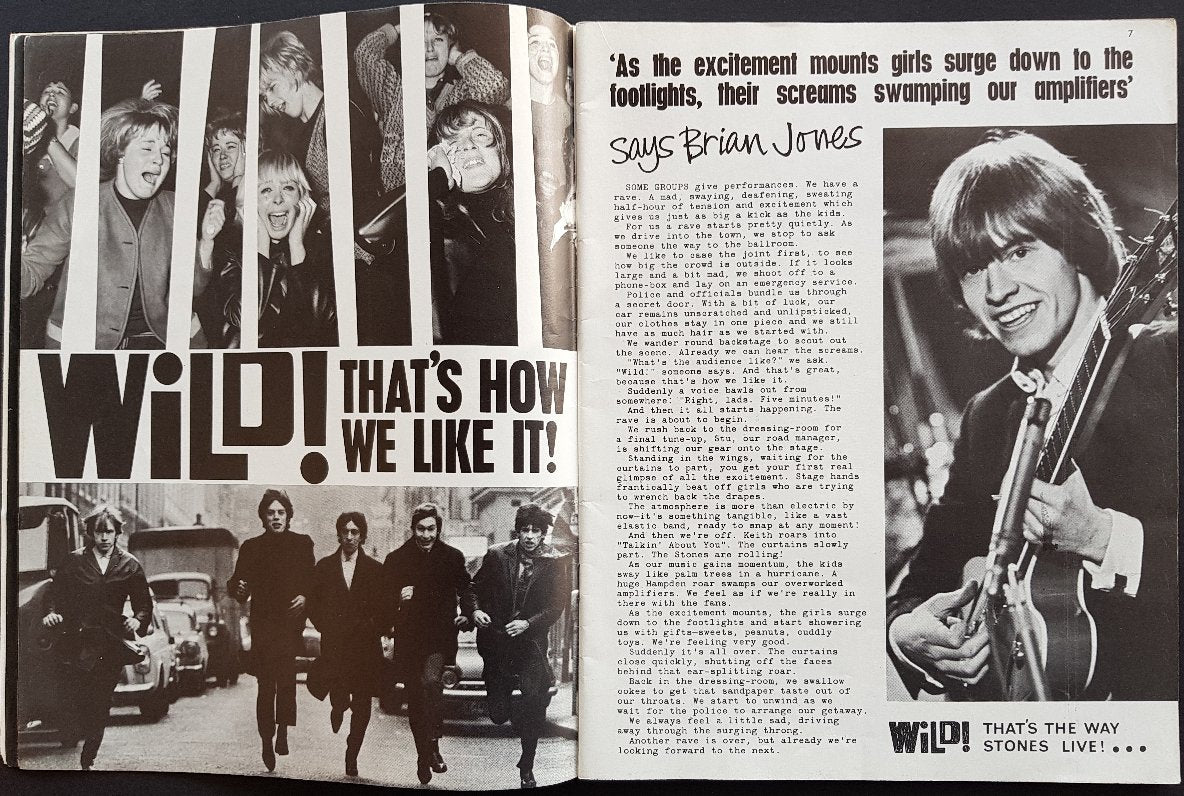 WiLD!
THAT'S HOW
WE LIKE IT!
7
'As the excitement mounts girls surge down to the
footlights, their screams swamping our amplifiers'
says Brian Jones
SOME GROUPS give performances. We have a
rave. A mad, swaying, deafening, sweating
half-hour of tension and excitement which
gives us just as big a kick as the kids.
For us a rave starts pretty quietly. As
we drive into the town, we stop to ask
someone the way to the ballroom.
We like to case the joint first, to see
how big the crowd is outside. If it looks
large and a bit mad, we shoot off to a
phone-box and lay on an emergency service.
Police and officials bundle us through
a secret door. With a bit of luck, our
car remains unscratched and unlipsticked,
our clothes stay in one piece and we still
have as much hair as we started with.
We wander round backstage to scout out
the scene. Already we can hear the screams.
"What's the audience like?" we ask.
"Wild!" someone says. And that's great,
because that's how we like it.
Suddenly a voice bawls out from
somewhere: "Right, lads. Five minutes!"
And then it all starts happening. The
rave is about to begin.
We rush back to the dressing-room for
a final tune-up, Stu, our road manager,
is shifting our gear onto the stage.
Standing in the wings, waiting for the
curtains to part, you get your first real
glimpse of all the excitement. Stage hands
frantically beat off girls who are trying
to wrench back the drapes.
The atmosphere is more than electric by
now—it's something tangible, like a vast
elastic band, ready to snap at any moment!
And then we're off. Keith roars into
"Talkin' About You". The curtains slowly
part. The Stones are rolling!
As our music gains momentum, the kids
sway like palm trees in a hurricane. A
huge Hampden roar swamps our overworked
amplifiers. We feel as if we're really in
there with the fans.
As the excitement mounts, the girls surge
down to the footlights and start showering
us with gifts—sweets, peanuts, cuddly
toys. We're feeling very good.
Suddenly it's all over. The curtains
close quickly, shutting off the faces
behind that ear-splitting roar.
Back in the dressing-room, we swallow
cokes to get that sandpaper taste out of
our throats. We start to unwind as we
wait for the police to arrange our getaway.
We always feel a little sad, driving
away through the surging throng.
Another rave is over, but already we're
looking forward to the next.
WiLD! THAT'S THE WAY
STONES LIVE!...